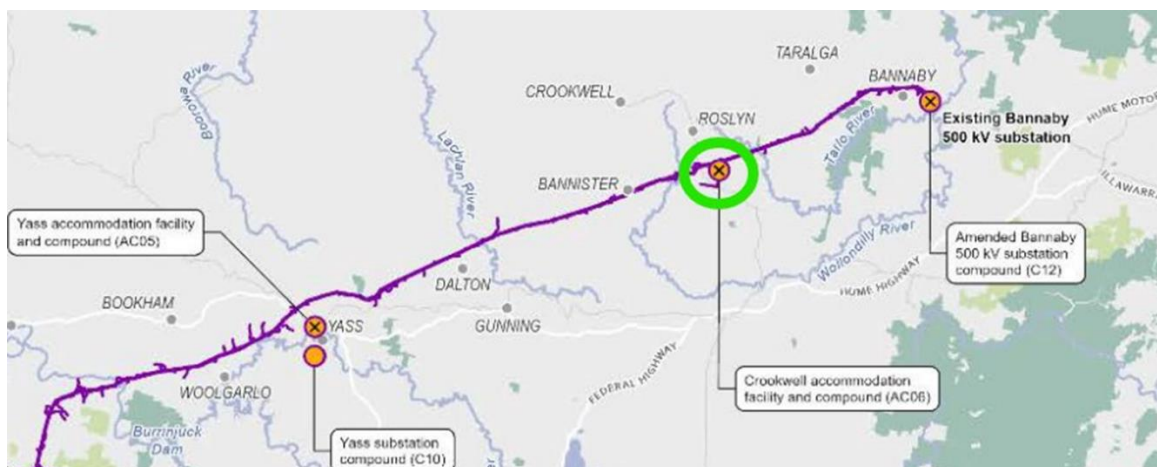 TARALGA
BANNABY
Boorowa River
CROOKWELL
HUME MOTOR
ROSLYN
Existing Bannaby
500 kV substation
Lachlan River
Tarlo River
ILLAWARRA
BANNISTER
Yass accommodation facility
and compound (AC05)
Wollondilly River
Amended Bannaby
500 kV substation
compound (C12)
DALTON
HUME HIGHWAY
BOOKHAM
GUNNING
YASS
WOOLGARLO
FEDERAL HIGHWAY
Crookwell accommodation
facility and compound (AC06)
Burrinjuck
Dam
Yass substation
compound (C10)